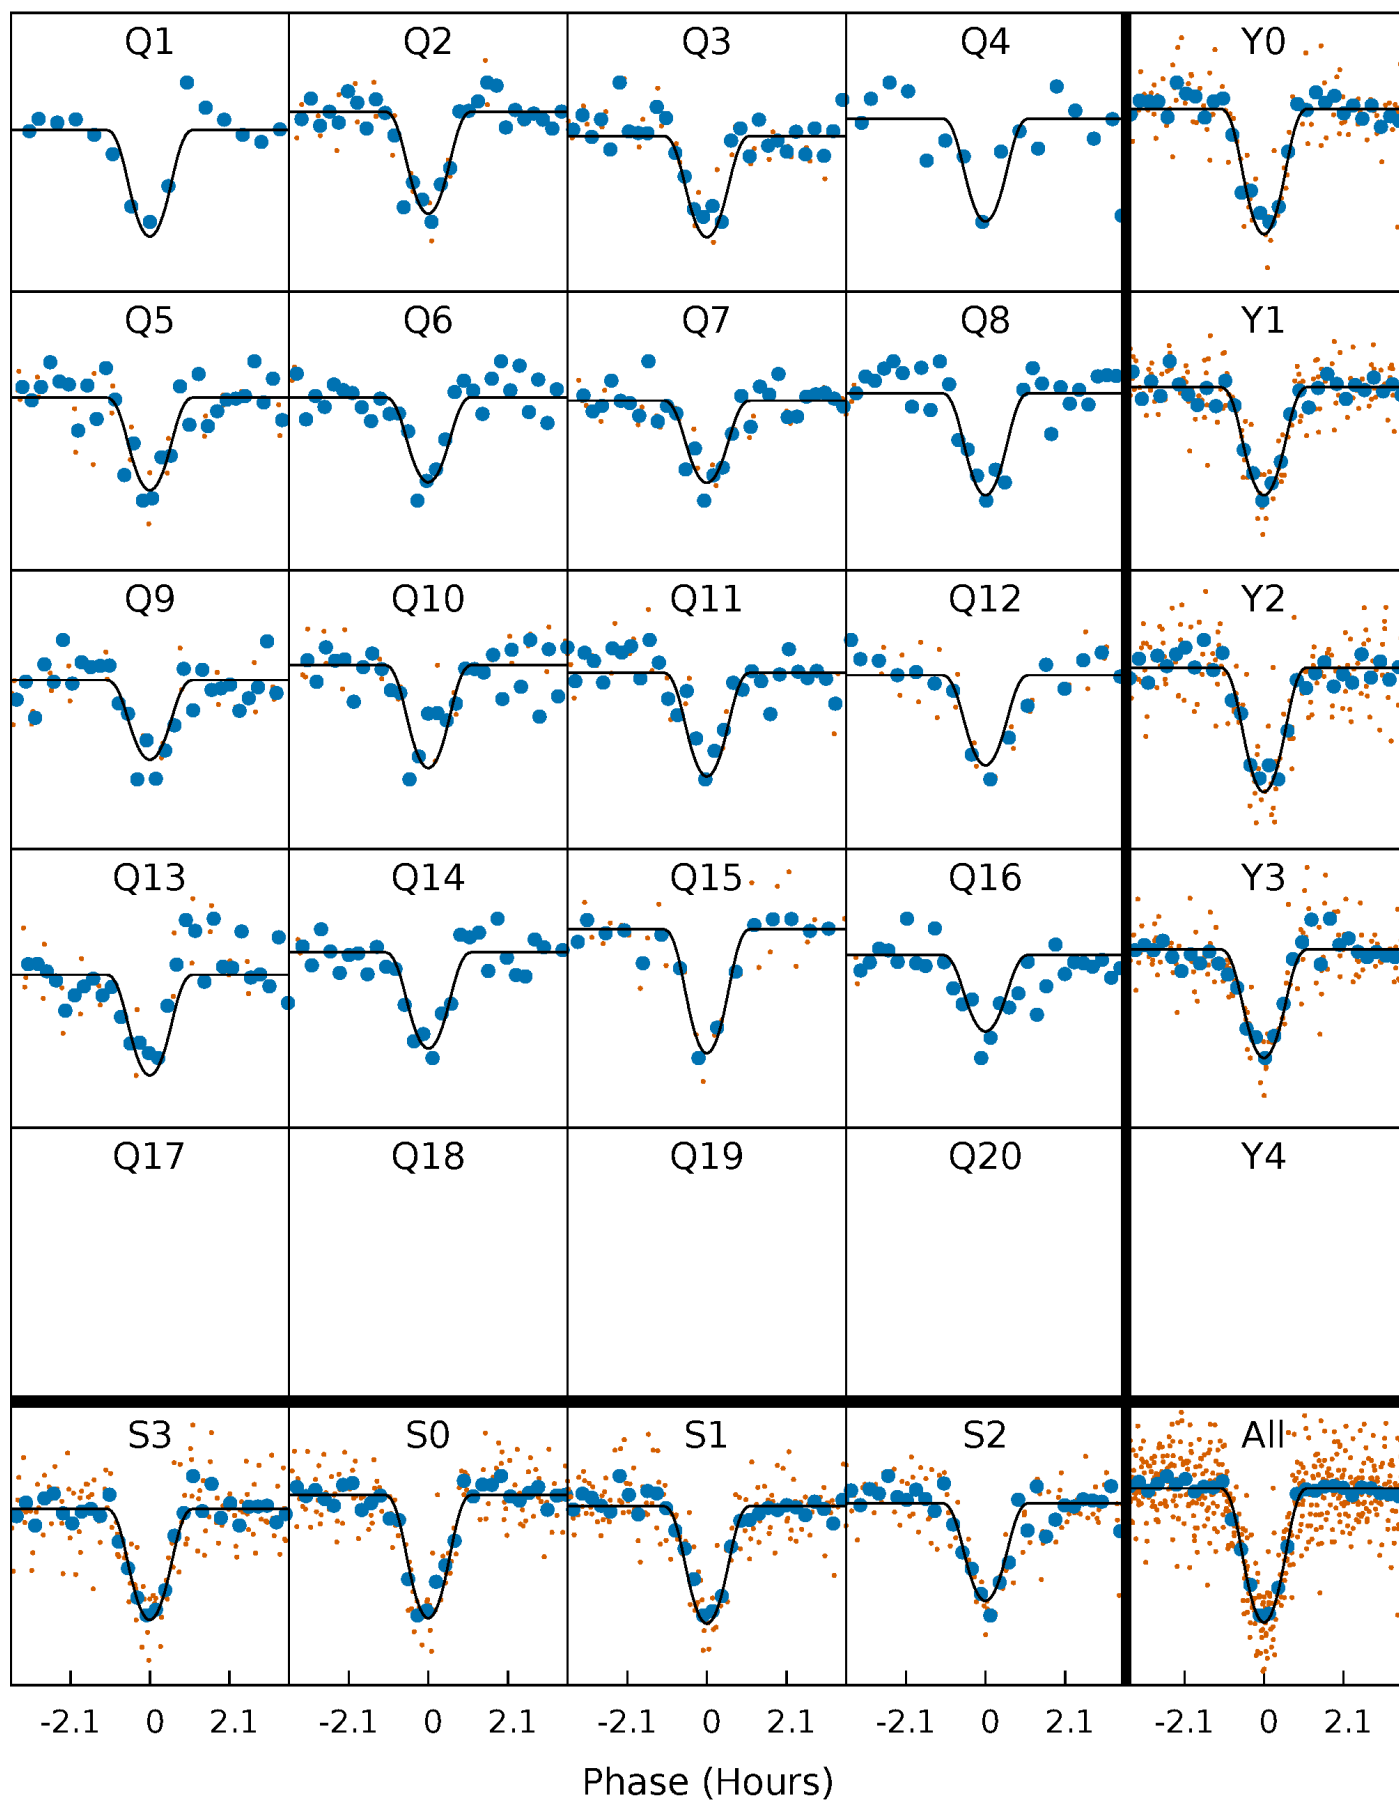 Q1 Q2 Q3 Q4 Y0
Q5 Q6 Q7 Q8 Y1
Q9 Q10 Q11 Q12 Y2
Q13 Q14 Q15 Q16 Y3
Q17 Q18 Q19 Q20 Y4
S3 S0 S1 S2 All
-2.1 0 2.1 -2.1 0 2.1 -2.1 0 2.1 -2.1 0 2.1 -2.1 0 2.1
Phase (Hours)